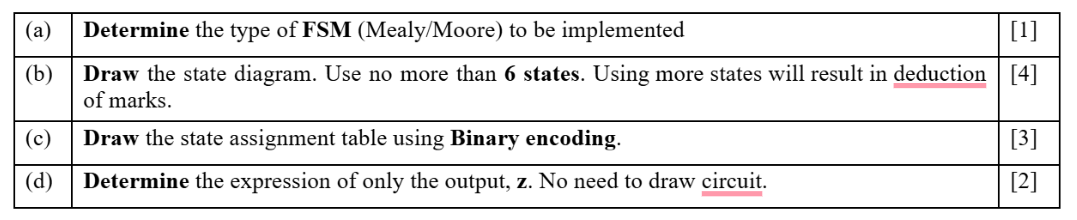 (a) Determine the type of FSM (Mealy/Moore) to be implemented [1]
(b) Draw the state diagram. Use no more than 6 states. Using more states will result in deduction [4]
of marks.
(c) Draw the state assignment table using Binary encoding. [3]
(d) Determine the expression of only the output, z. No need to draw circuit. [2]